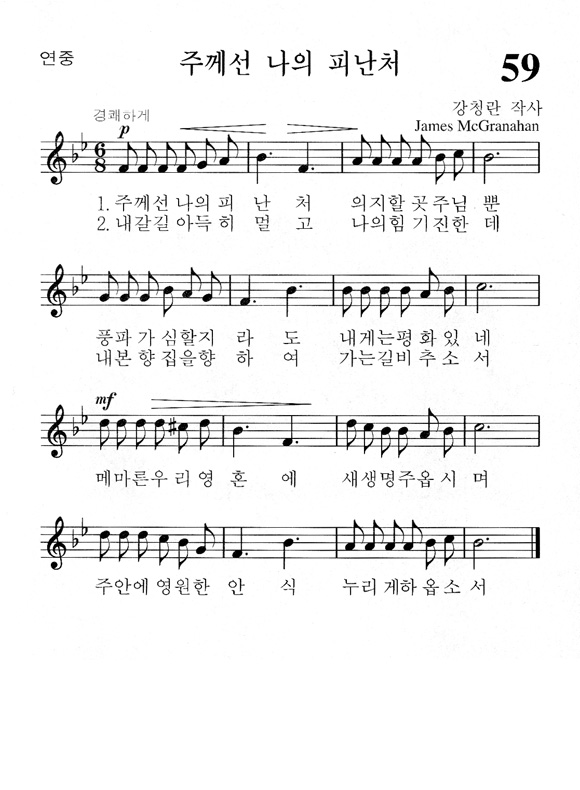 연중 주께선 나의 피난처 59
강청란 작사
경쾌하게 James McGranahan
p
6
8
1. 주께선 나의 피 난 처 의지할 곳 주님 뿐
2. 내갈길 아득 히 멀 고 나의힘 기 진한 데
풍파 가 심할지 라 도 내게는평 화있 네
내본 향 집을향 하 여 가는길비 추소 서
mf
메마른우 리 영 혼 에 새생명주옵 시 며
주안에 영원한 안 식 누리 게하 옵소 서